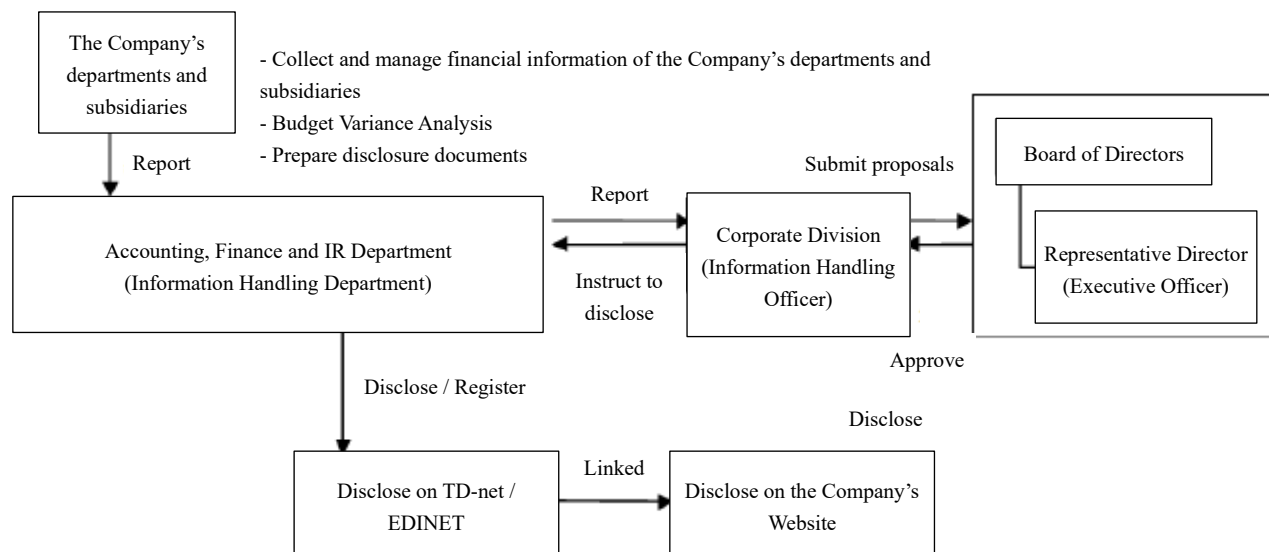 The Company’s
departments and
subsidiaries
- Collect and manage financial information of the Company’s departments and
subsidiaries
- Budget Variance Analysis
- Prepare disclosure documents
Report
Submit proposals
Board of Directors
Report
Accounting, Finance and IR Department
(Information Handling Department)
Corporate Division
(Information Handling
Officer)
Representative Director
(Executive Officer)
Instruct to
disclose
Approve
Disclose / Register
Disclose
Linked
Disclose on TD-net /
EDINET
Disclose on the Company’s
Website